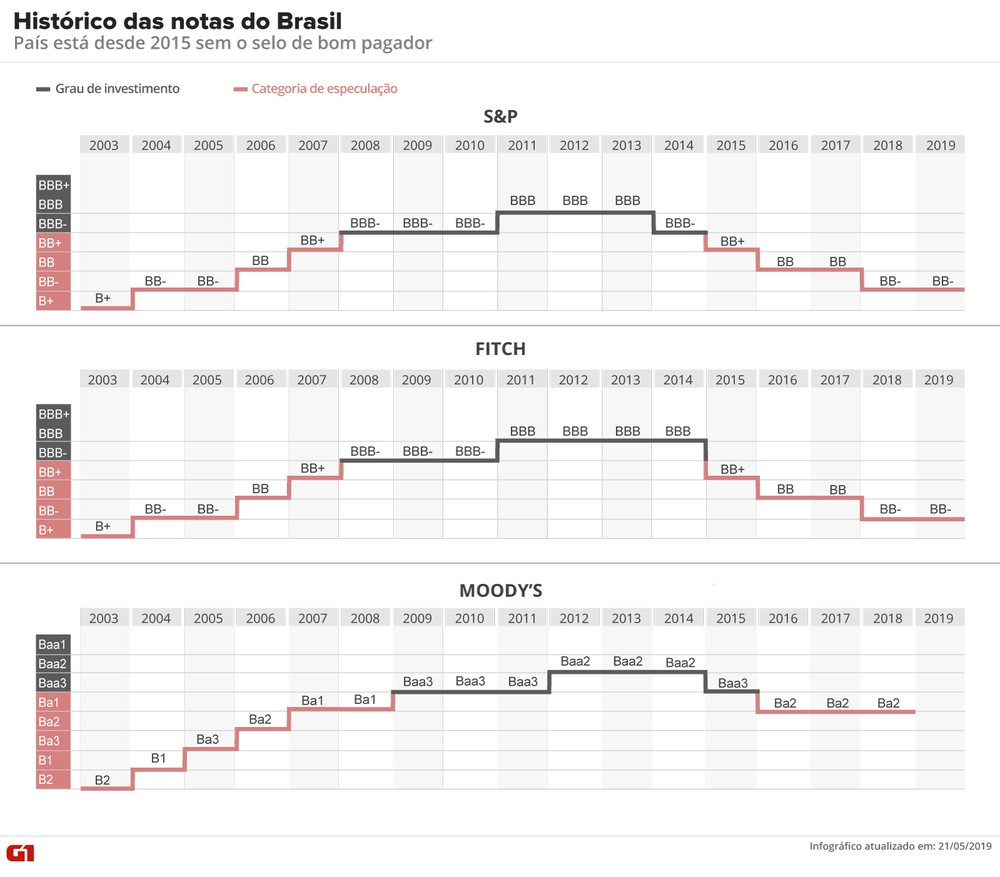 Histórico das notas do Brasil
País está desde 2015 sem o selo de bom pagador
Grau de investimento Categoria de especulação
S&P
2003 2004 2005 2006 2007 2008 2009 2010 2011 2012 2013 2014 2015 2016 2017 2018 2019
BBB+
BBB BBB BBB BBB
BBB- BBB- BBB- BBB- BBB-
BB+ BB+ BB+
BB BB BB BB
BB- BB- BB- BB- BB-
B+ B+
FITCH
2003 2004 2005 2006 2007 2008 2009 2010 2011 2012 2013 2014 2015 2016 2017 2018 2019
BBB+
BBB BBB BBB BBB BBB
BBB- BBB- BBB- BBB-
BB+ BB+ BB+
BB BB BB BB
BB- BB- BB- BB- BB-
B+ B+
MOODY'S
2003 2004 2005 2006 2007 2008 2009 2010 2011 2012 2013 2014 2015 2016 2017 2018 2019
Baa1
Baa2 Baa2 Baa2 Baa2
Baa3 Baa3 Baa3 Baa3 Baa3
Ba1 Ba1 Ba1 Ba2 Ba2 Ba2
Ba2 Ba2
Ba3 Ba3
B1 B1
B2 B2
G1
Infográfico atualizado em: 21/05/2019